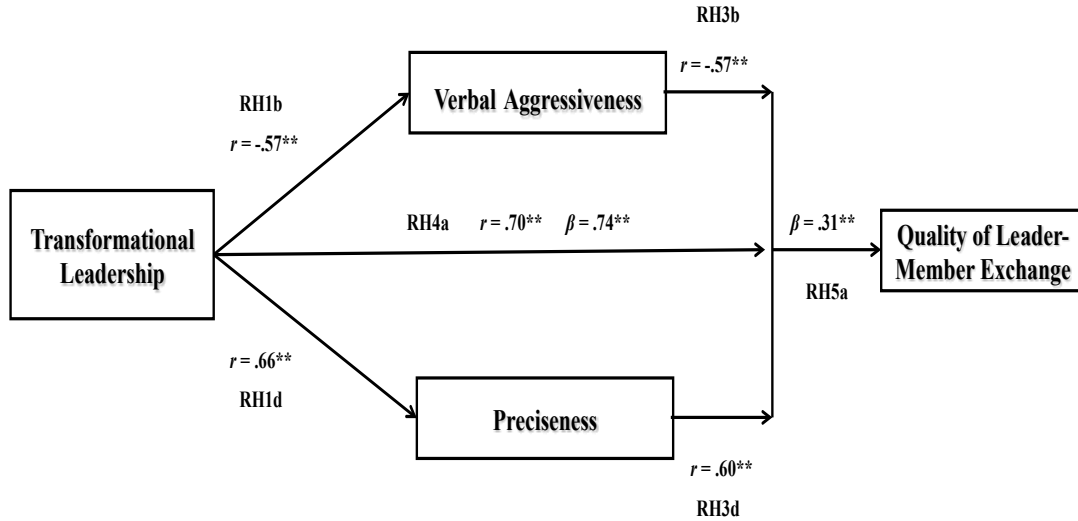 RH3b
r = -.57**
Verbal Aggressiveness
RH1b
r = -.57**
RH4a r = .70** β = .74**
β = .31**
Transformational
Leadership
Quality of Leader-
Member Exchange
RH5a
r = .66**
RH1d
Preciseness
r = .60**
RH3d